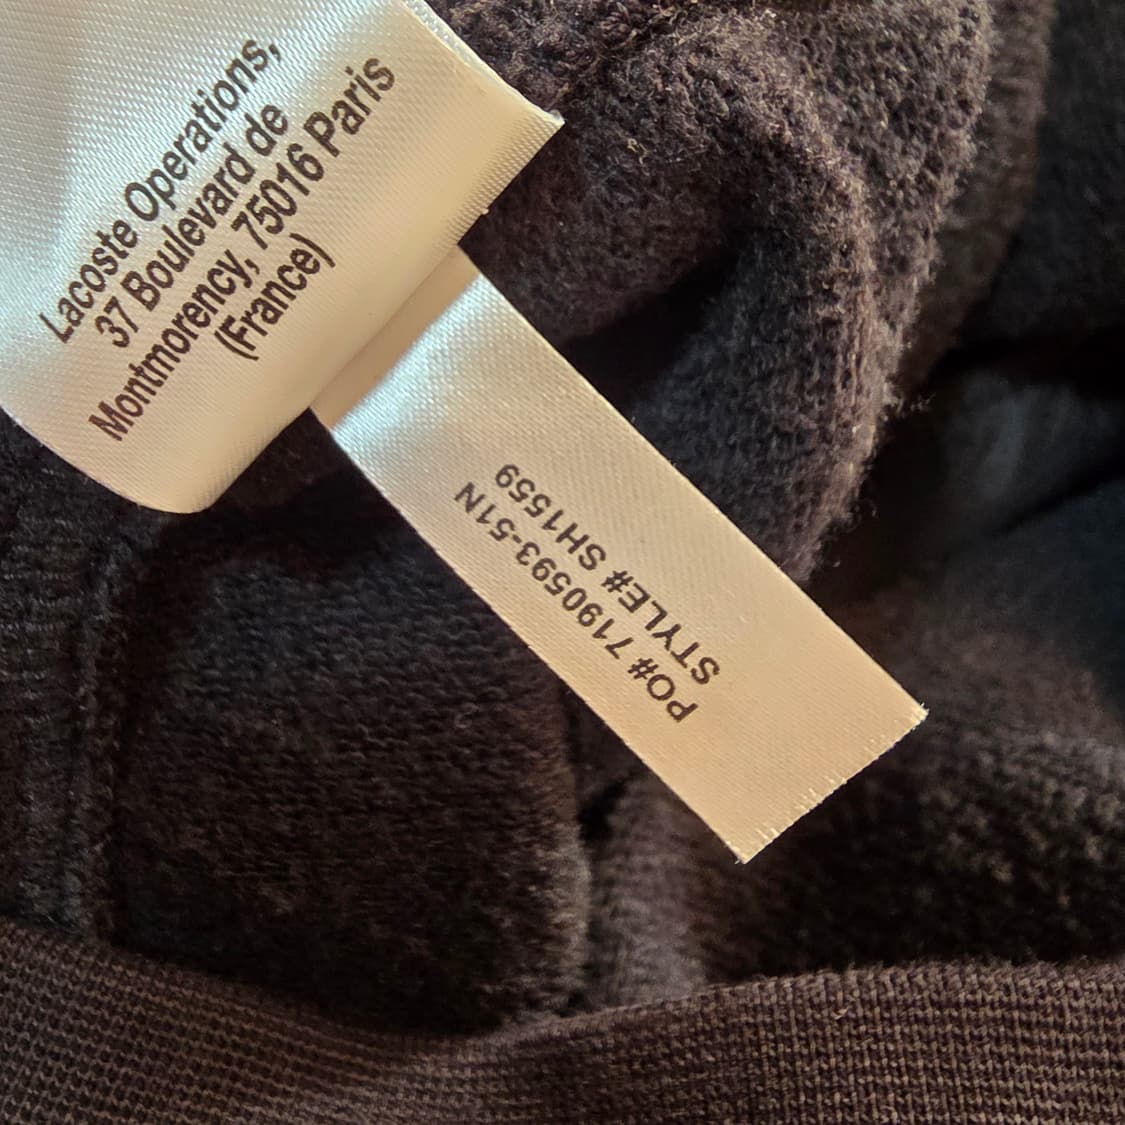 Lacoste Operations,
37 Boulevard de
Montmorency, 75016 Paris
(France)
PO# 7190593-51N
STYLE# SH1559